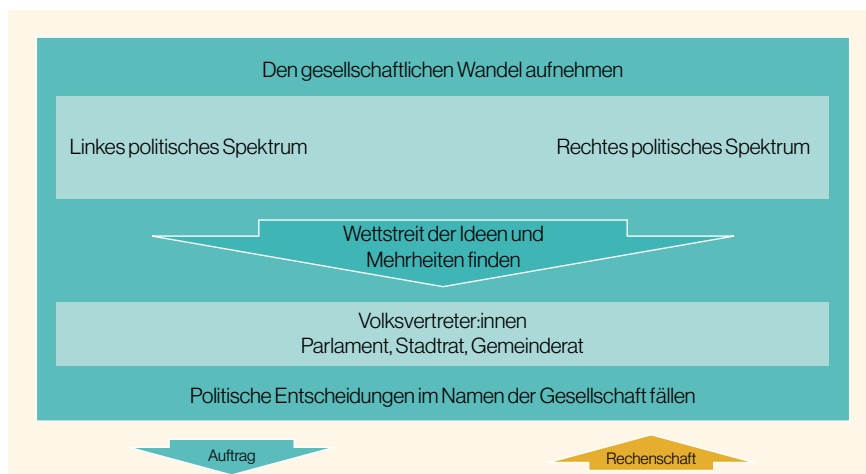 Den gesellschaftlichen Wandel aufnehmen
Linkes politisches Spektrum
Rechtes politisches Spektrum
Wettstreit der Ideen und
Mehrheiten finden
Volksvertreter:innen
Parlament, Stadtrat, Gemeinderat
Politische Entscheidungen im Namen der Gesellschaft fällen
Auftrag
Rechenschaft